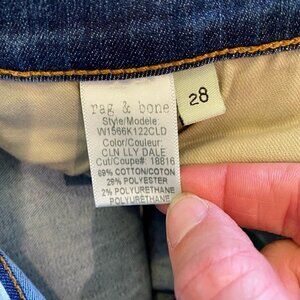 rag & bone
Style/Modele:
W1566K122CLD
Color/Couleur:
CLN LLY DALE
Cut/Coupe#: 18816
69% COTTON/COTON
29% POLYESTER
2% POLYURETHANE
POLYURÉTHANE
28